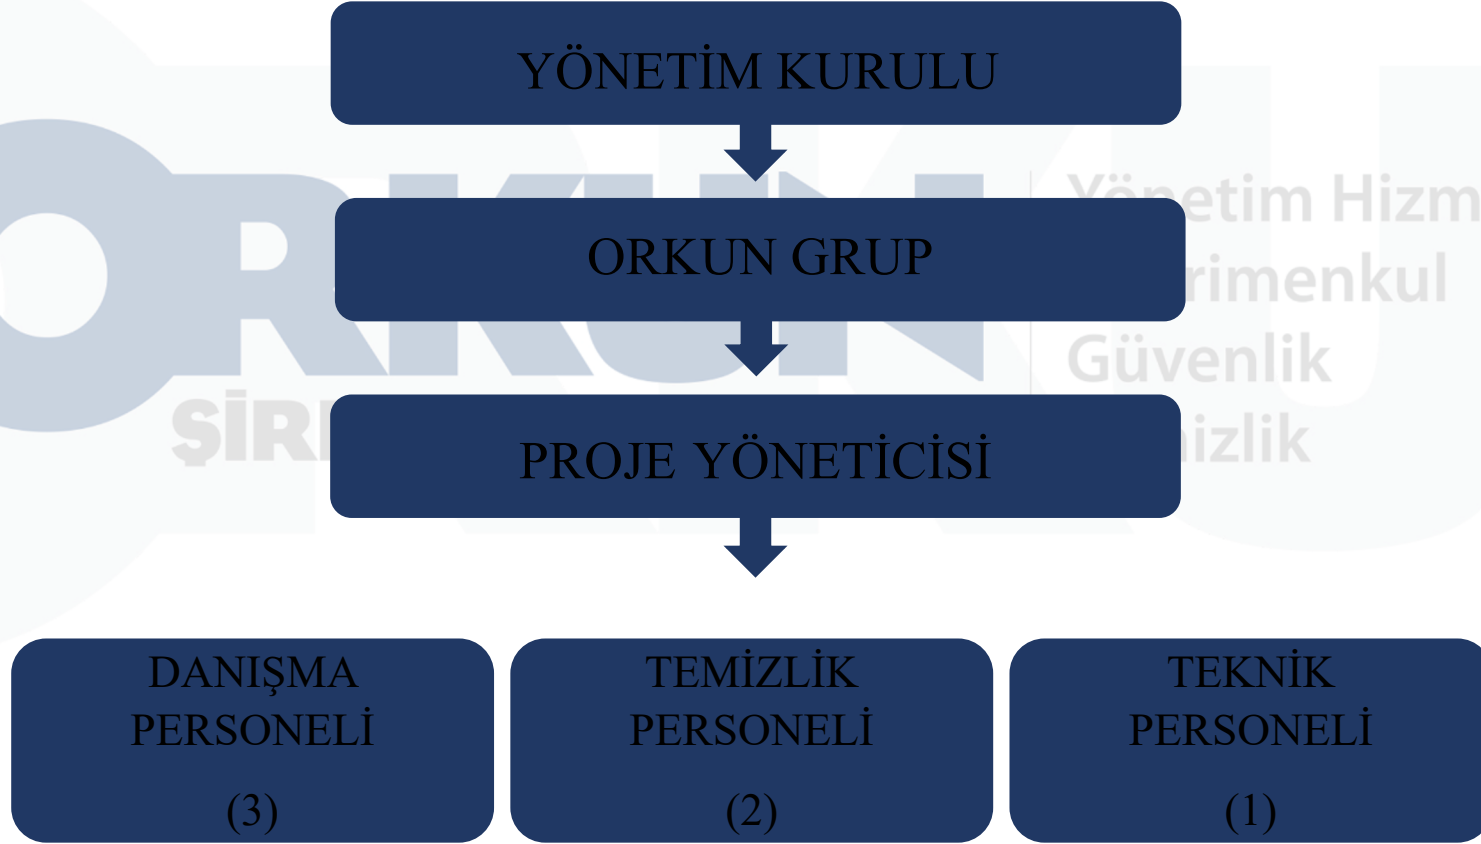 YÖNETİM KURULU
ORKUN GRUP
PROJE YÖNETİCİSİ
DANIŞMA
PERSONELİ
(3)
TEMİZLİK
PERSONELİ
(2)
TEKNİK
PERSONELİ
(1)
ORKUN
Güvenlik